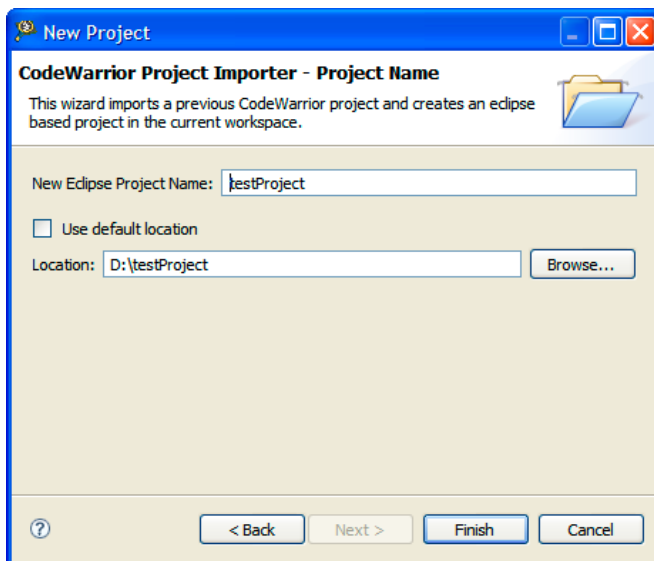 New Project
CodeWarrior Project Importer - Project Name
This wizard imports a previous CodeWarrior project and creates an eclipse
based project in the current workspace.
New Eclipse Project Name: testProject
Use default location
Location: D:\testProject Browse...
? < Back Next > Finish Cancel